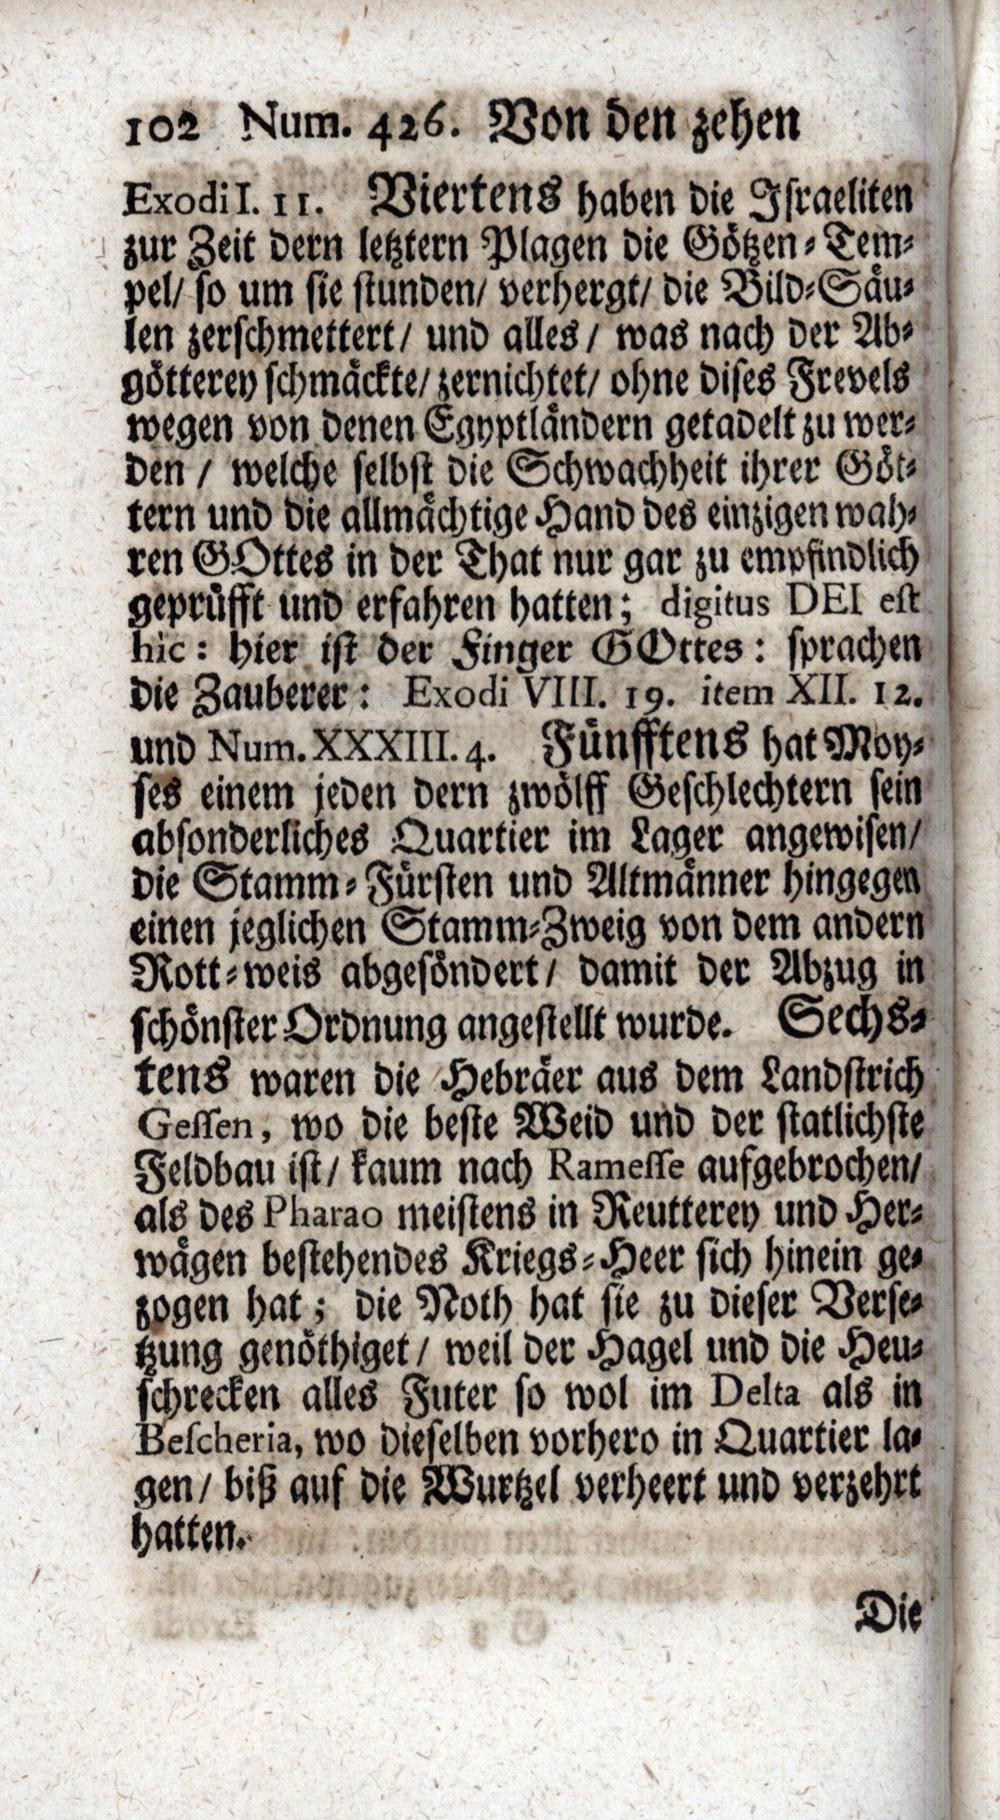 102 Num. 426. Von den zehen
Exodi I. 11. Viertens haben die Israeliten
zur Zeit dern letztern Plagen die Götzen-Tem-
pel/ so um sie stunden/ verhergt/ die Bild-Säu-
len zerschmettert/ und alles/ was nach der Ab-
götterey schmäckte/ zernichtet/ ohne dises Frevels
wegen von denen Egyptländern getadelt zu wer-
den/ welche selbst die Schwachheit ihrer Göt-
tern und die allmächtige Hand des einzigen wah-
ren GOttes in der That nur gar zu empfindlich
geprüfft und erfahren hatten; digitus DEI est
hic: hier ist der Finger GOttes: sprachen
die Zauberer: Exodi VIII. 19. item XII. 12.
und Num. XXXIII. 4. Fünfftens hat Moy-
ses einem jeden dern zwölff Geschlechtern sein
absonderliches Quartier im Lager angewisen/
die Stamm-Fürsten und Altmänner hingegen
einen jeglichen Stamm-Zweig von dem andern
Rott-weis abgesöndert/ damit der Abzug in
schönster Ordnung angestellt wurde. Sechs-
tens waren die Hebräer aus dem Landstrich
Gessen, wo die beste Weid und der statlichste
Feldbau ist/ kaum nach Ramesse aufgebrochen/
als des Pharao meistens in Reutterey und Her-
wägen bestehendes Kriegs-Heer sich hinein ge-
zogen hat; die Noth hat sie zu dieser Verse-
tzung genöthiget/ weil der Hagel und die Heu-
schrecken alles Futer so wol im Delta als in
Bescheria, wo dieselben vorhero in Quartier la-
gen/ biß auf die Wurtzel verheert und verzehrt
hatten.
Die